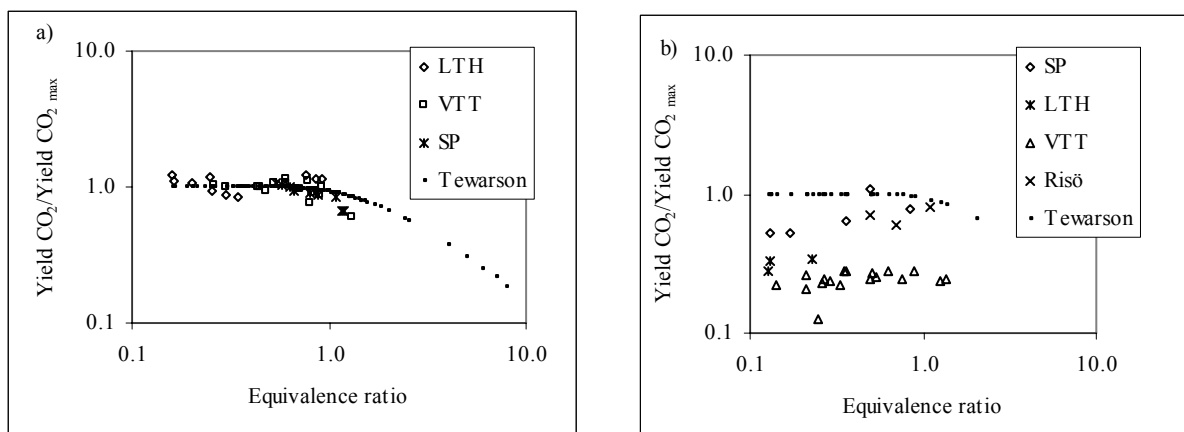 a)
10.0
1.0
0.1
0.1
1.0
10.0
Yield CO2/Yield CO2 max
Equivalence ratio
LTH
VTT
SP
Tewarson
b)
10.0
1.0
0.1
0.1
1.0
10.0
Yield CO2/Yield CO2 max
Equivalence ratio
SP
LTH
VTT
Risö
Tewarson